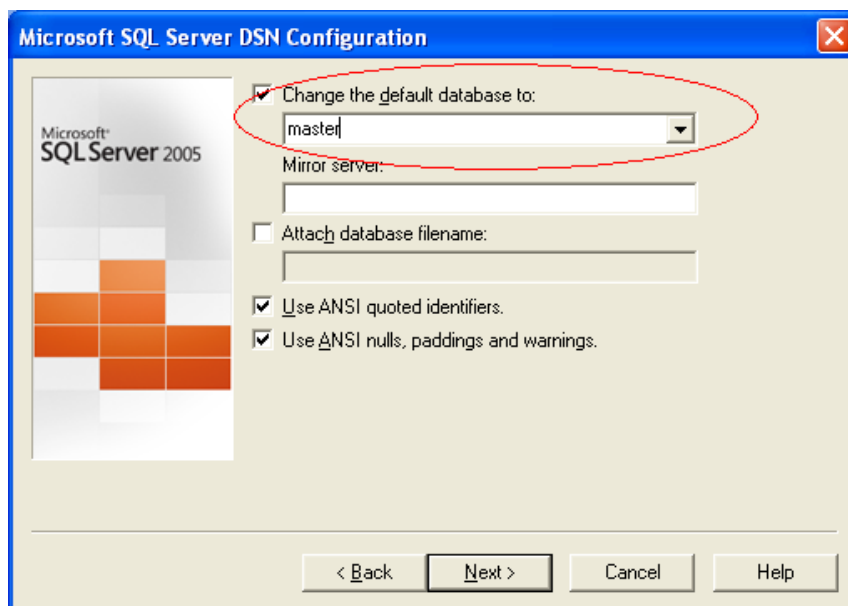 Microsoft SQL Server DSN Configuration
Microsoft
SQL Server 2005
Change the default database to:
master
Mirror server:
Attach database filename:
Use ANSI quoted identifiers.
Use ANSI nulls, paddings and warnings.
< Back Next > Cancel Help